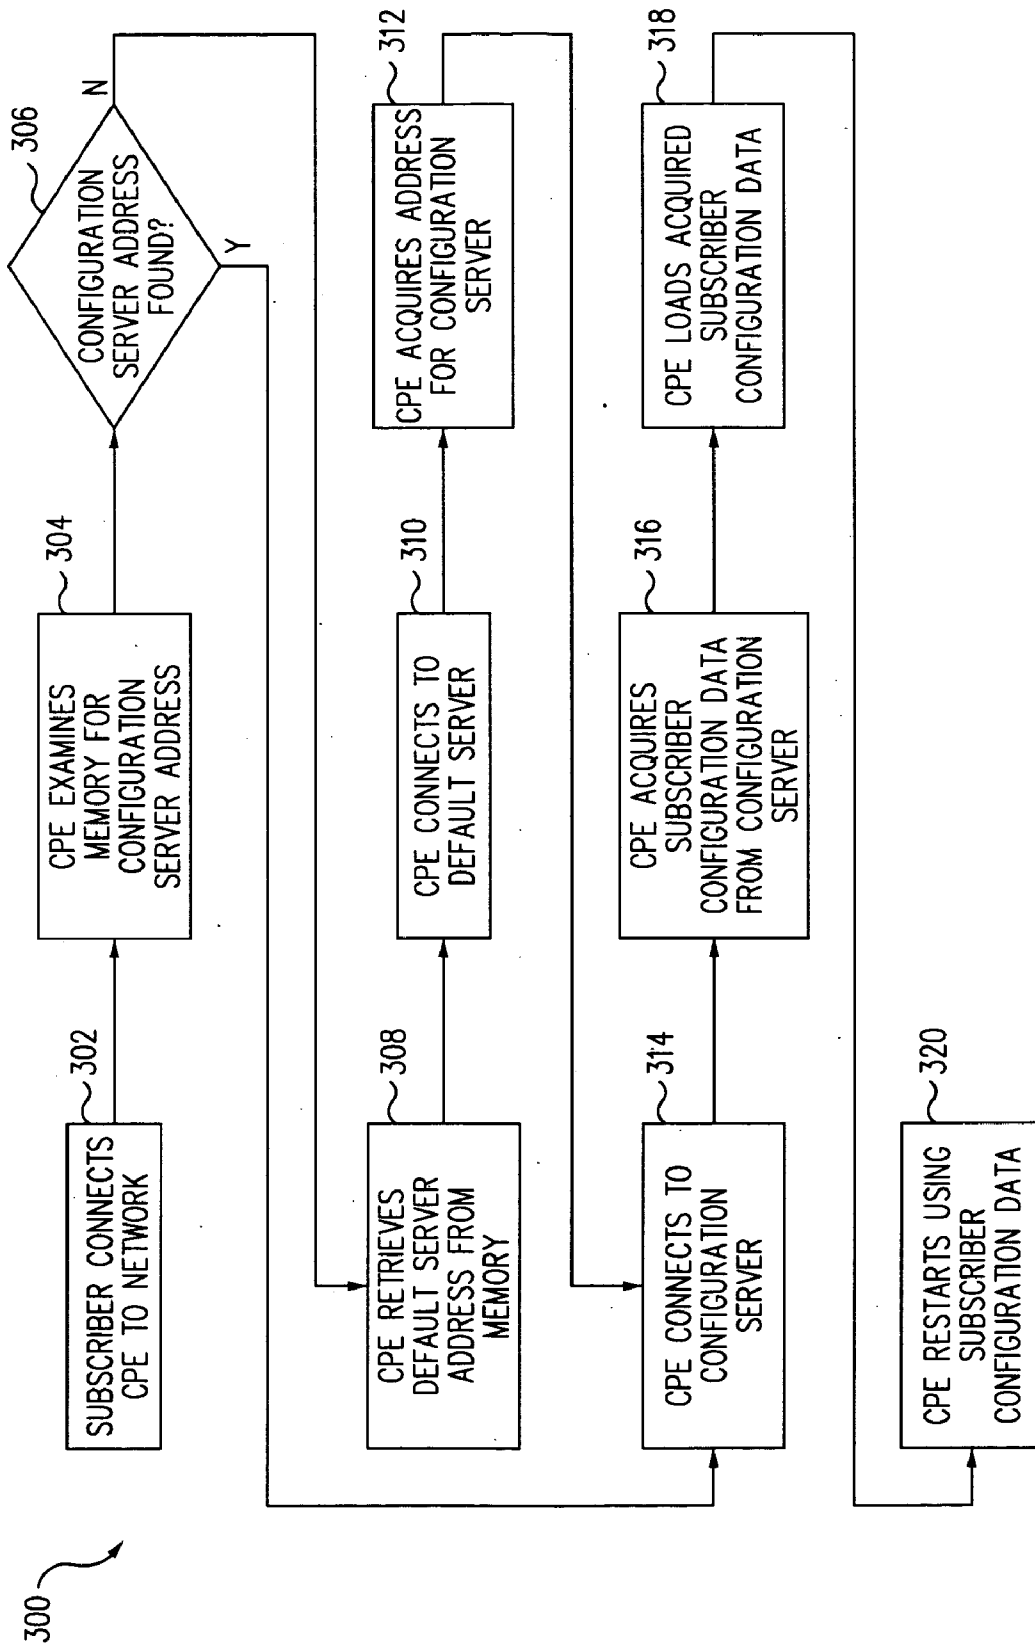 300
302
SUBSCRIBER CONNECTS
CPE TO NETWORK
304
CPE EXAMINES
MEMORY FOR
CONFIGURATION
SERVER ADDRESS
306
CONFIGURATION
SERVER ADDRESS
FOUND?
N
Y
308
CPE RETRIEVES
DEFAULT SERVER
ADDRESS FROM
MEMORY
310
CPE CONNECTS TO
DEFAULT SERVER
312
CPE ACQUIRES ADDRESS
FOR CONFIGURATION
SERVER
314
CPE CONNECTS TO
CONFIGURATION
SERVER
316
CPE ACQUIRES
SUBSCRIBER
CONFIGURATION DATA
FROM CONFIGURATION
SERVER
318
CPE LOADS ACQUIRED
SUBSCRIBER
CONFIGURATION DATA
320
CPE RESTARTS USING
SUBSCRIBER
CONFIGURATION DATA